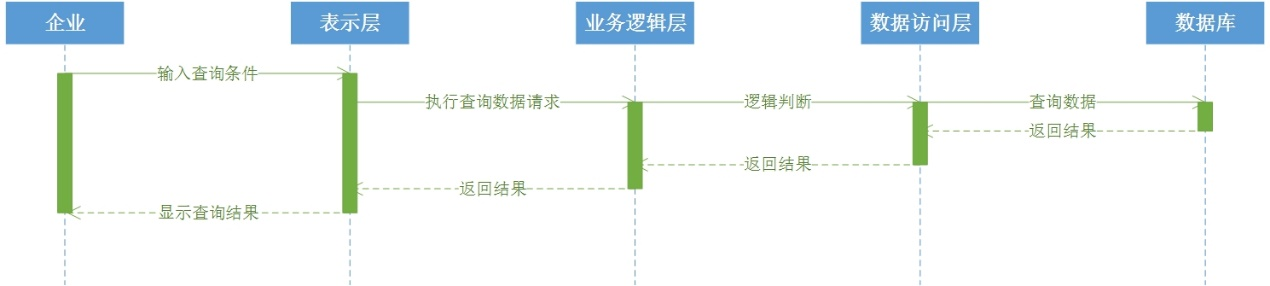 企业
表示层
业务逻辑层
数据访问层
数据库
输入查询条件
执行查询数据请求
逻辑判断
查询数据
返回结果
返回结果
返回结果
显示查询结果